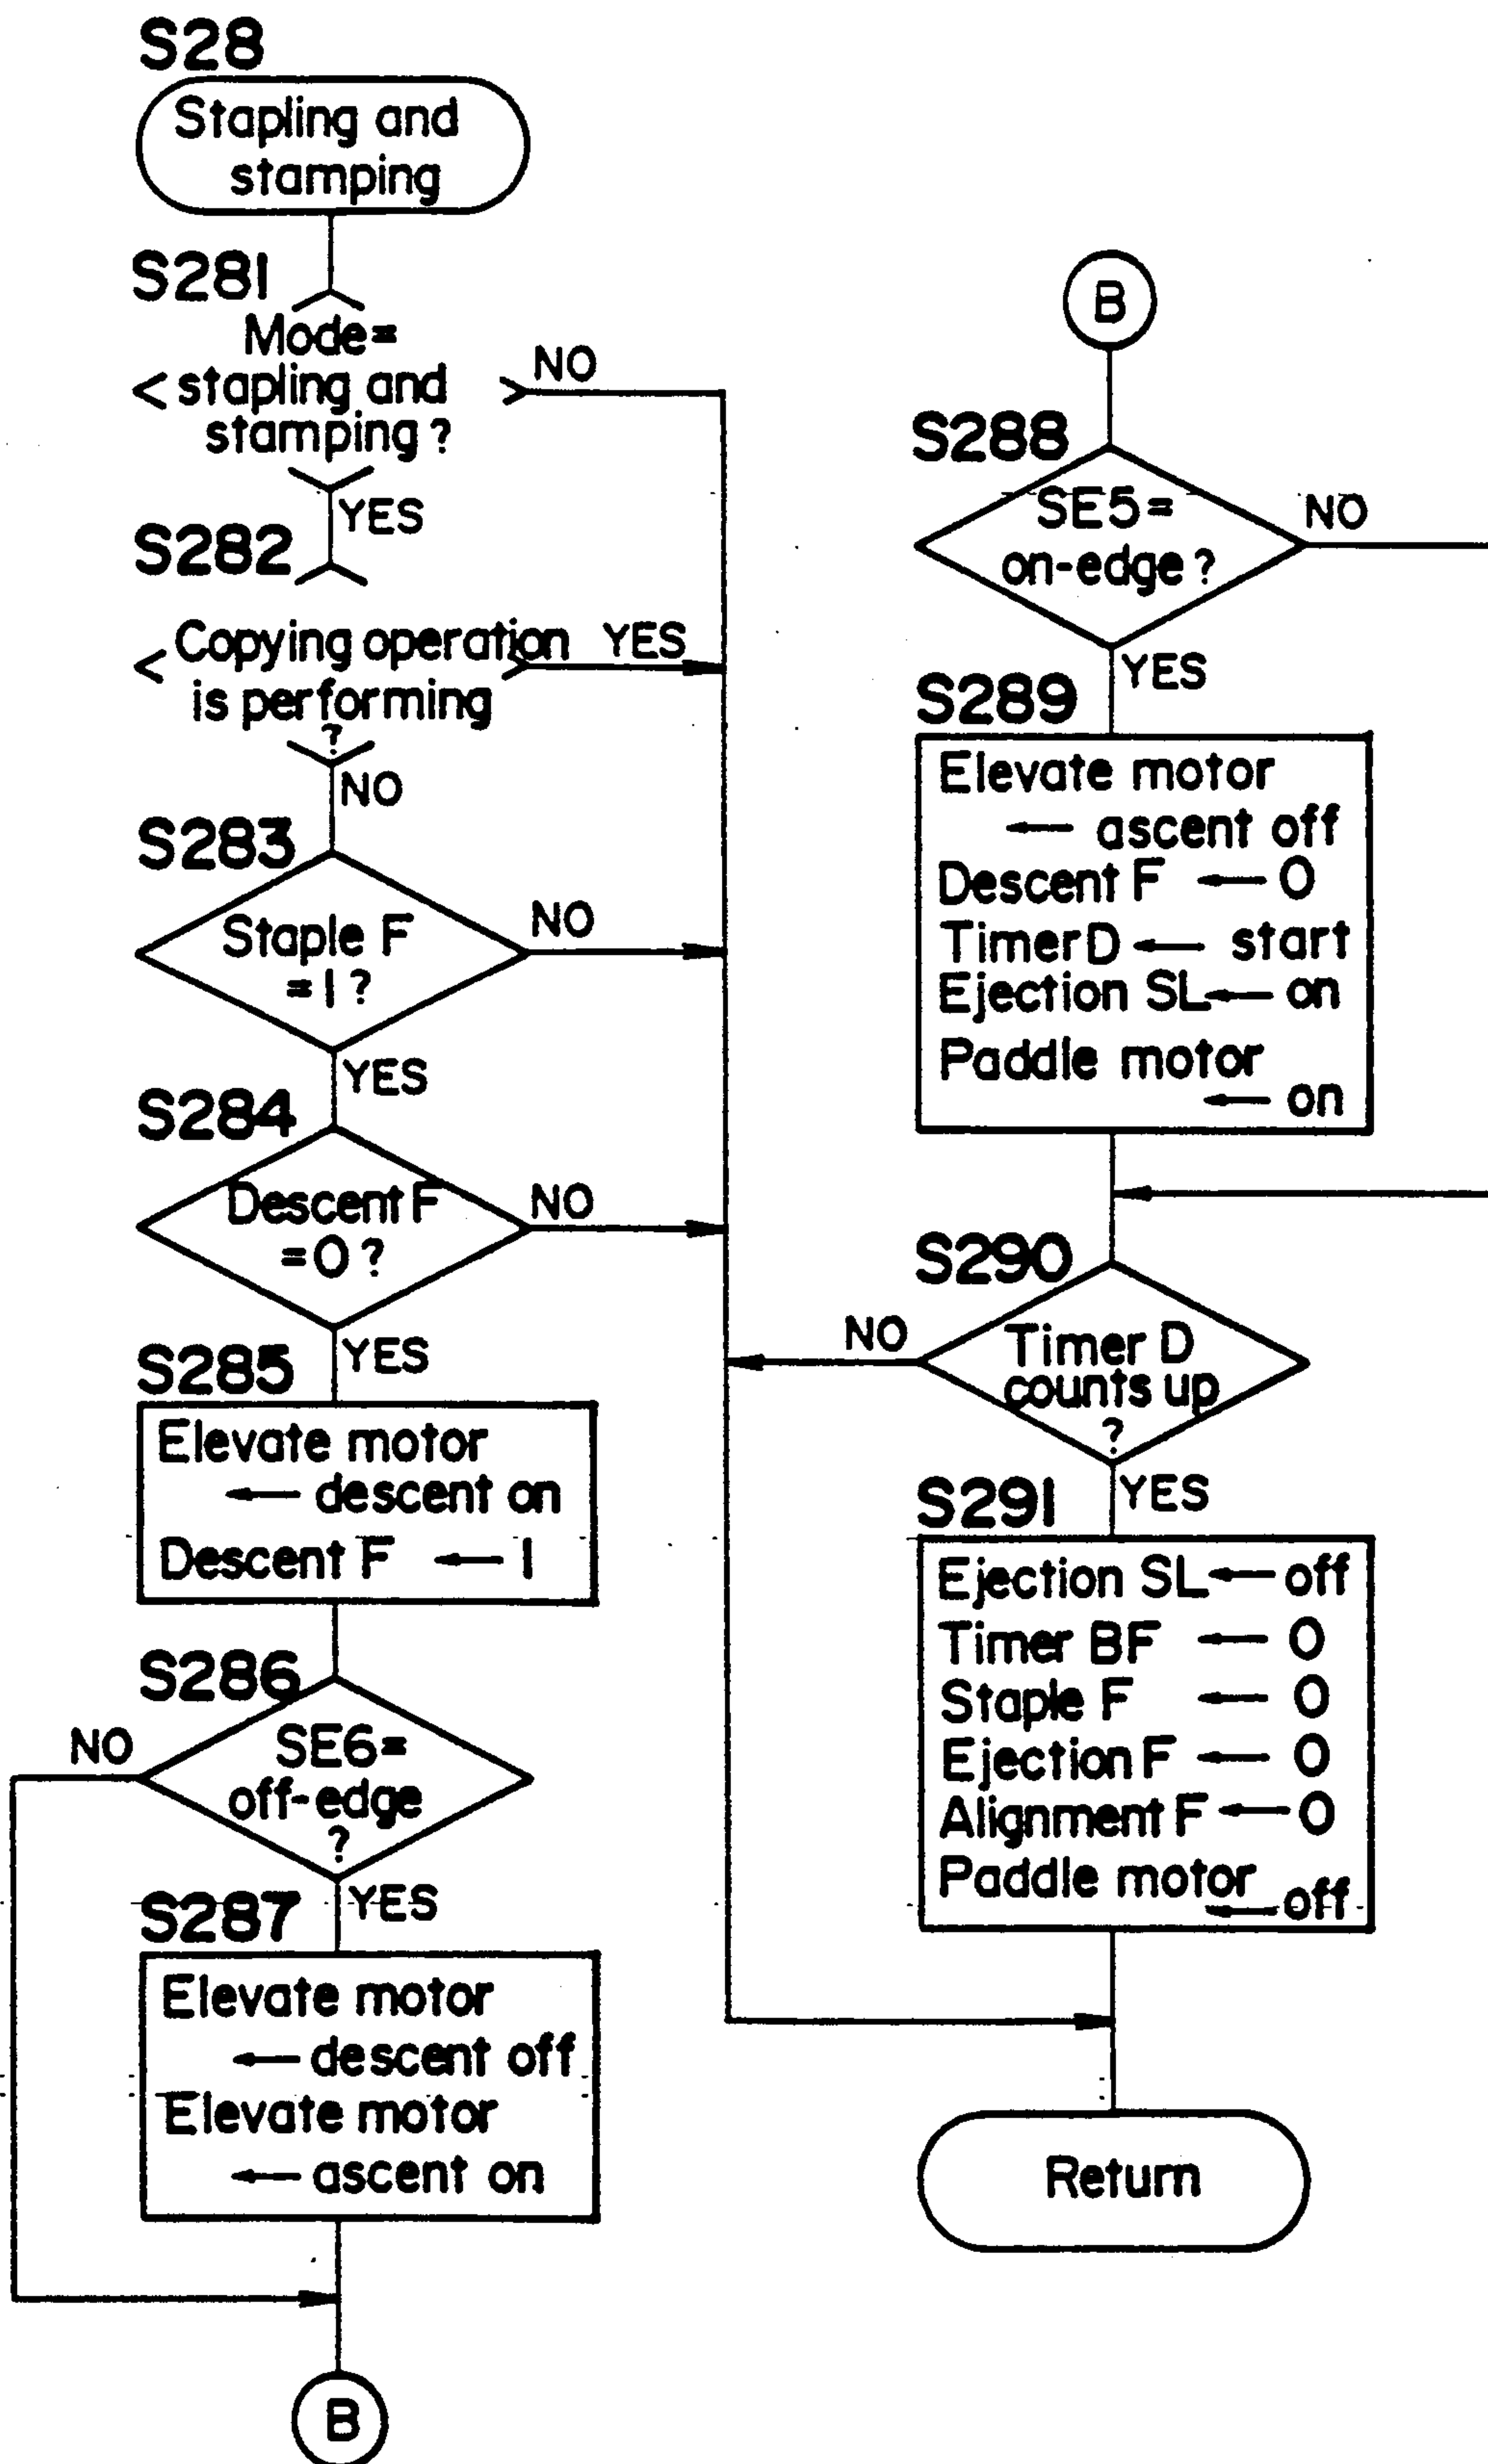 S28
Stapling and
stamping
S281
Mode=
stapling and
stamping ?
NO
YES
S282
Copying operation
is performing
?
YES
NO
S283
Staple F
=1 ?
NO
YES
S284
Descent F
=0 ?
NO
YES
S285
Elevate motor
← descent on
Descent F ← 1
S286
SE6=
off-edge
?
NO
YES
S287
Elevate motor
← descent off
Elevate motor
← ascent on
B
B
S288
SE5=
on-edge ?
NO
YES
S289
Elevate motor
← ascent off
Descent F ← 0
Timer D ← start
Ejection SL ← on
Paddle motor
← on
S290
Timer D
counts up
?
NO
YES
S291
Ejection SL ← off
Timer BF ← 0
Staple F ← 0
Ejection F ← 0
Alignment F ← 0
Paddle motor
← off
Return